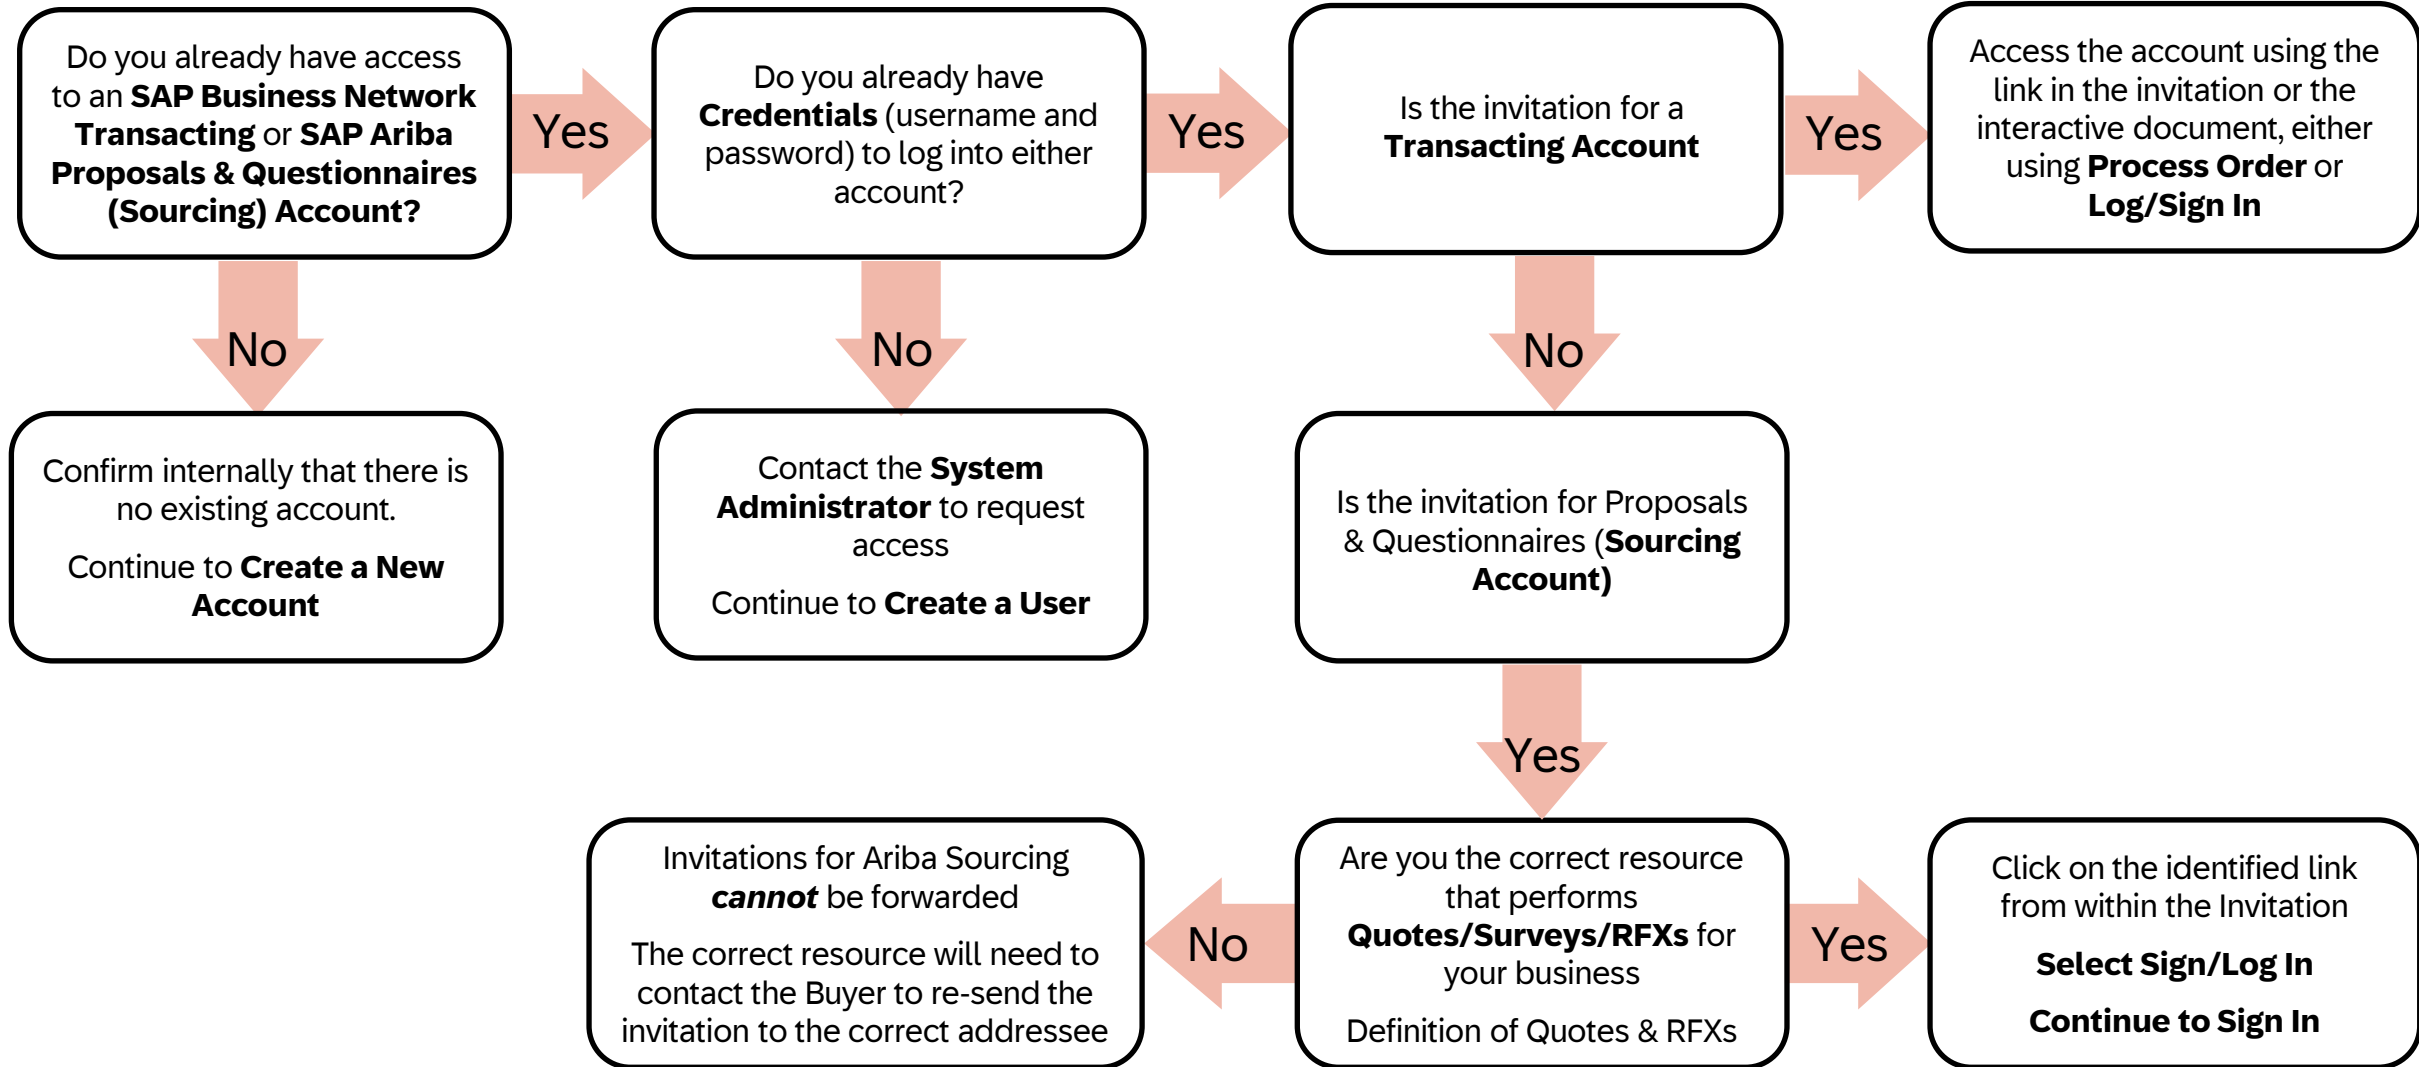 Do you already have access
to an SAP Business Network
Transacting or SAP Ariba
Proposals & Questionnaires
(Sourcing) Account?
Yes
Do you already have
Credentials (username and
password) to log into either
account?
Yes
Is the invitation for a
Transacting Account
Yes
Access the account using the
link in the invitation or the
interactive document, either
using Process Order or
Log/Sign In
No
No
No
Confirm internally that there is
no existing account.
Continue to Create a New
Account
Contact the System
Administrator to request
access
Continue to Create a User
Is the invitation for Proposals
& Questionnaires (Sourcing
Account)
Yes
Invitations for Ariba Sourcing
cannot be forwarded
The correct resource will need to
contact the Buyer to re-send the
invitation to the correct addressee
No
Are you the correct resource
that performs
Quotes/Surveys/RFXs for
your business
Definition of Quotes & RFXs
Yes
Click on the identified link
from within the Invitation
Select Sign/Log In
Continue to Sign In